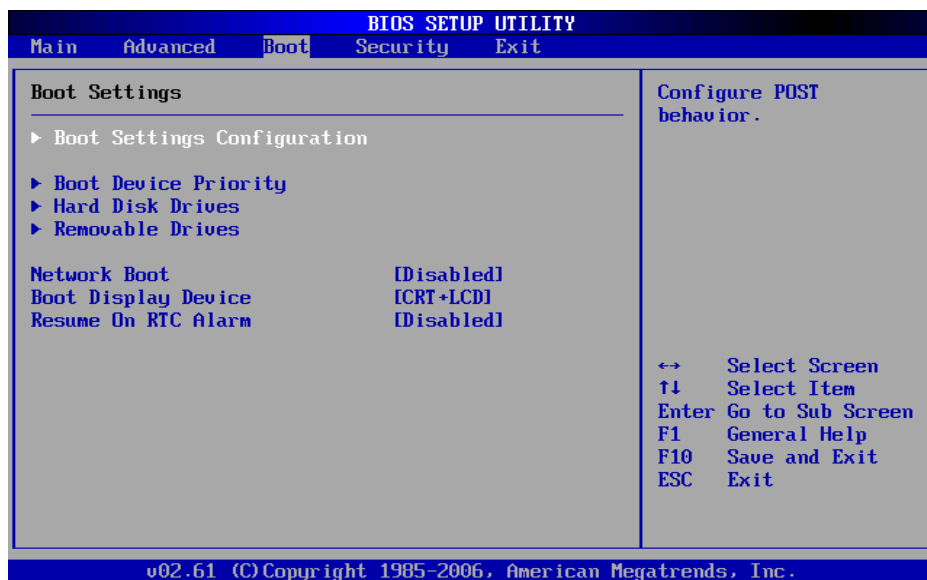 BIOS SETUP UTILITY
Main Advanced Boot Security Exit
Boot Settings
▶ Boot Settings Configuration
▶ Boot Device Priority
▶ Hard Disk Drives
▶ Removable Drives
Network Boot [Disabled]
Boot Display Device [CRT+LCD]
Resume On RTC Alarm [Disabled]
Configure POST
behavior.
↔ Select Screen
↑↓ Select Item
Enter Go to Sub Screen
F1 General Help
F10 Save and Exit
ESC Exit
v02.61 (C)Copyright 1985-2006, American Megatrends, Inc.